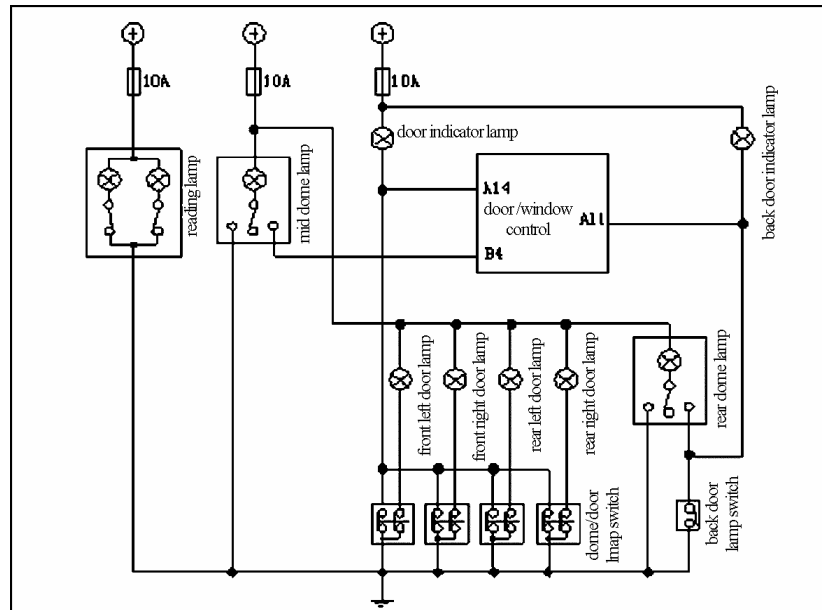 10A
10A
10A
door indicator lamp
back door indicator lamp
reading lamp
mid dome lamp
A14
door/window
control
A11
B4
front left door lamp
front right door lamp
rear left door lamp
rear right door lamp
rear dome lamp
dome/door
lmap switch
back door
lamp switch